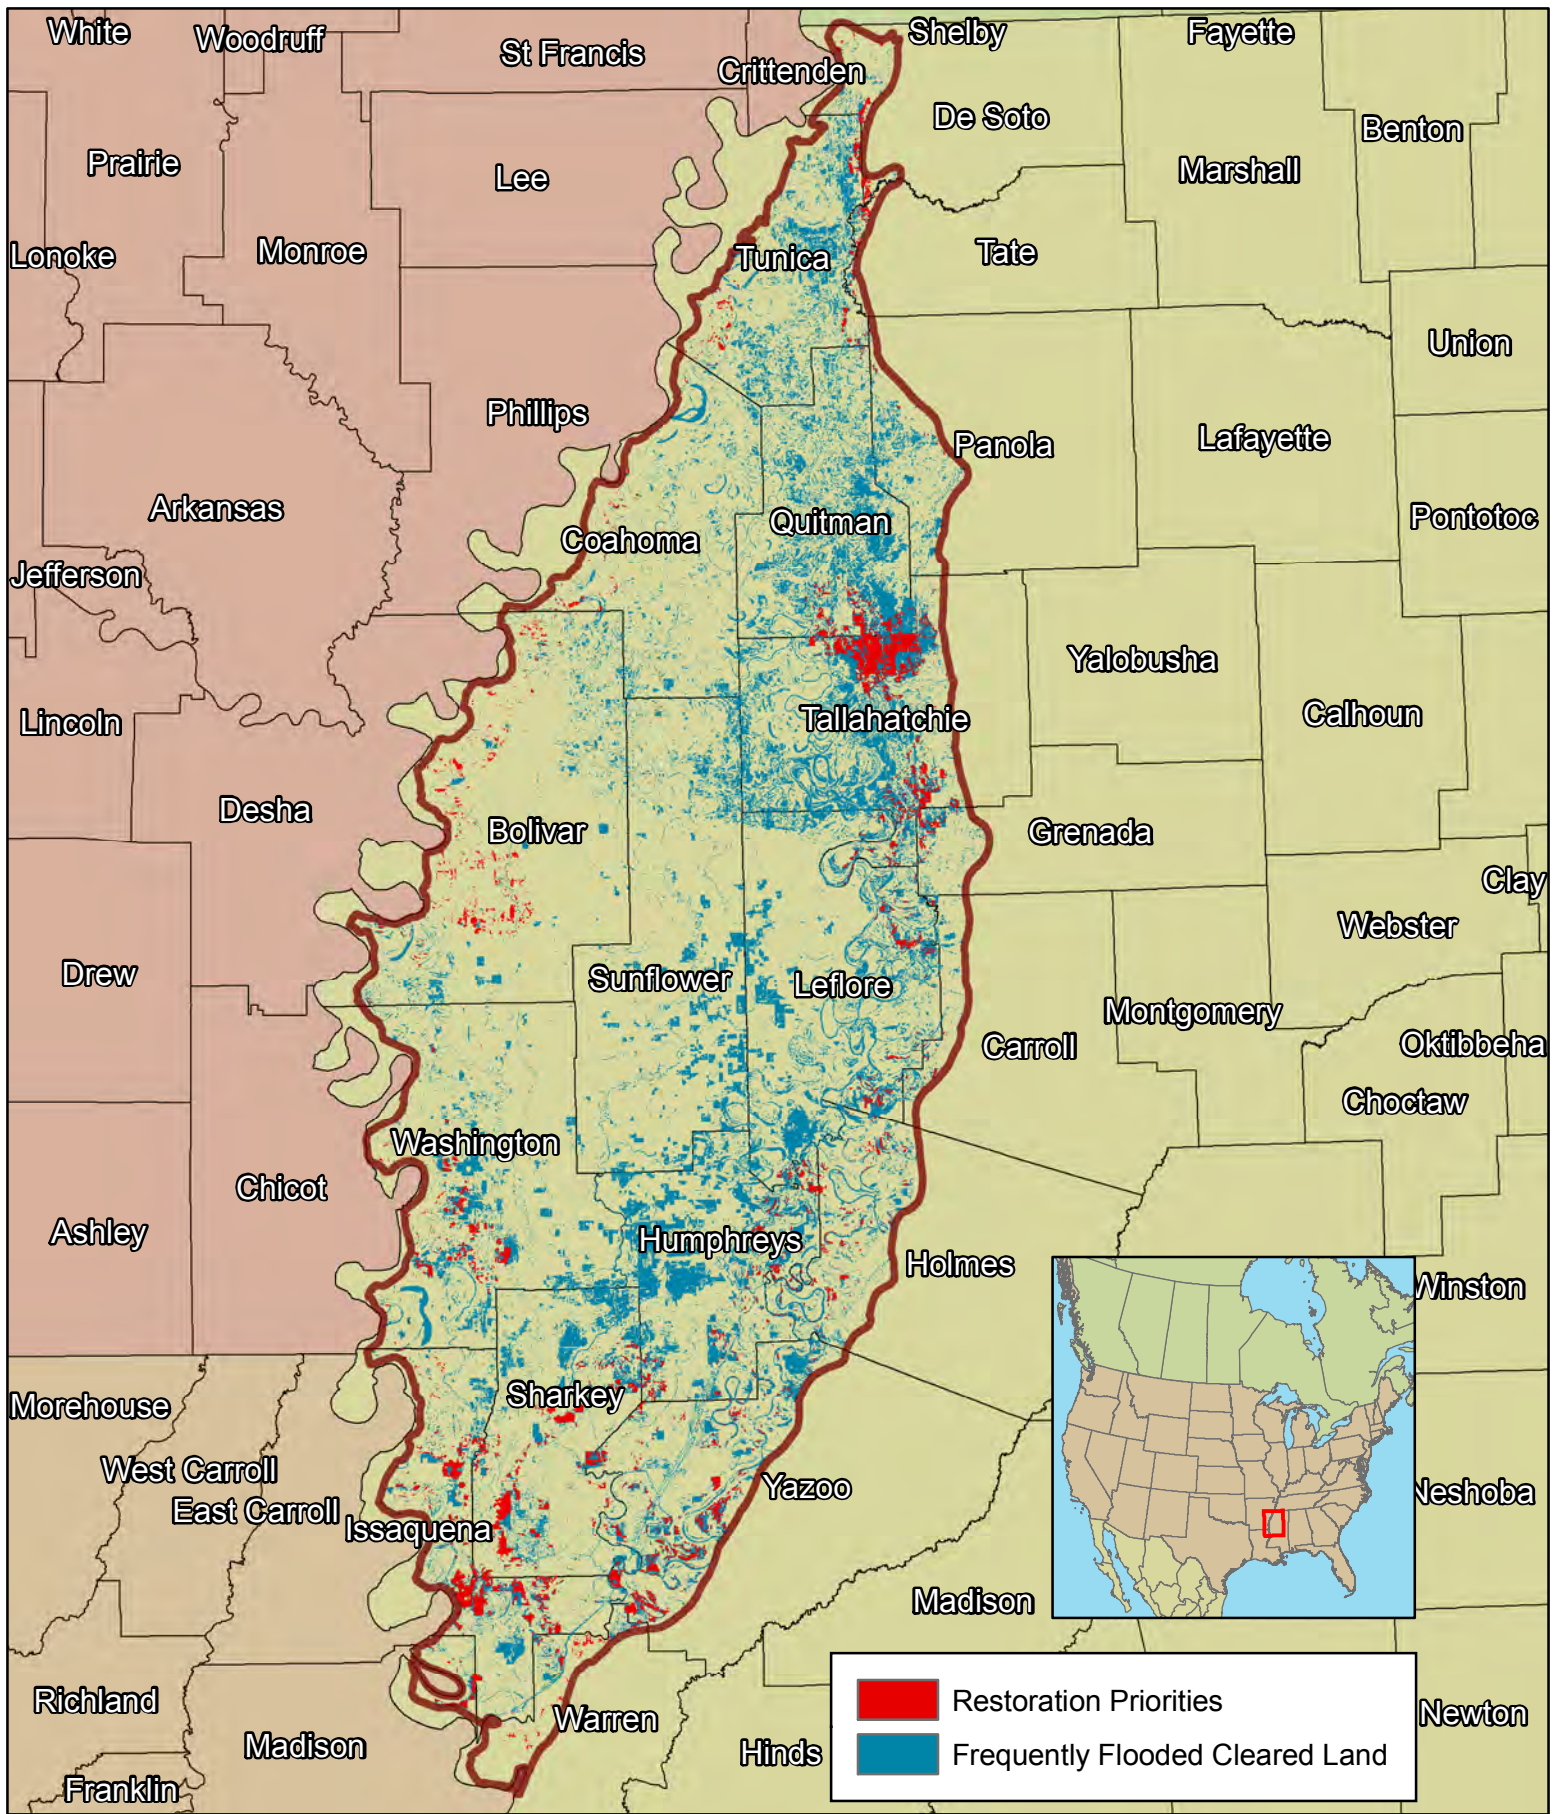 White
Woodruff
St Francis
Shelby
Fayette
Crittenden
De Soto
Benton
Prairie
Lee
Marshall
Lonoke
Monroe
Tunica
Tate
Union
Phillips
Panola
Lafayette
Arkansas
Quitman
Pontotoc
Coahoma
Jefferson
Yalobusha
Lincoln
Tallahatchie
Calhoun
Desha
Bolivar
Grenada
Clay
Webster
Drew
Sunflower
Leflore
Montgomery
Carroll
Oktibbeha
Choctaw
Washington
Chicot
Ashley
Humphreys
Holmes
Winston
Sharkey
Morehouse
West Carroll
Yazoo
East Carroll
Neshoba
Issaquena
Madison
Richland
Warren
Newton
Madison
Hinds
Franklin
Restoration Priorities
Frequently Flooded Cleared Land